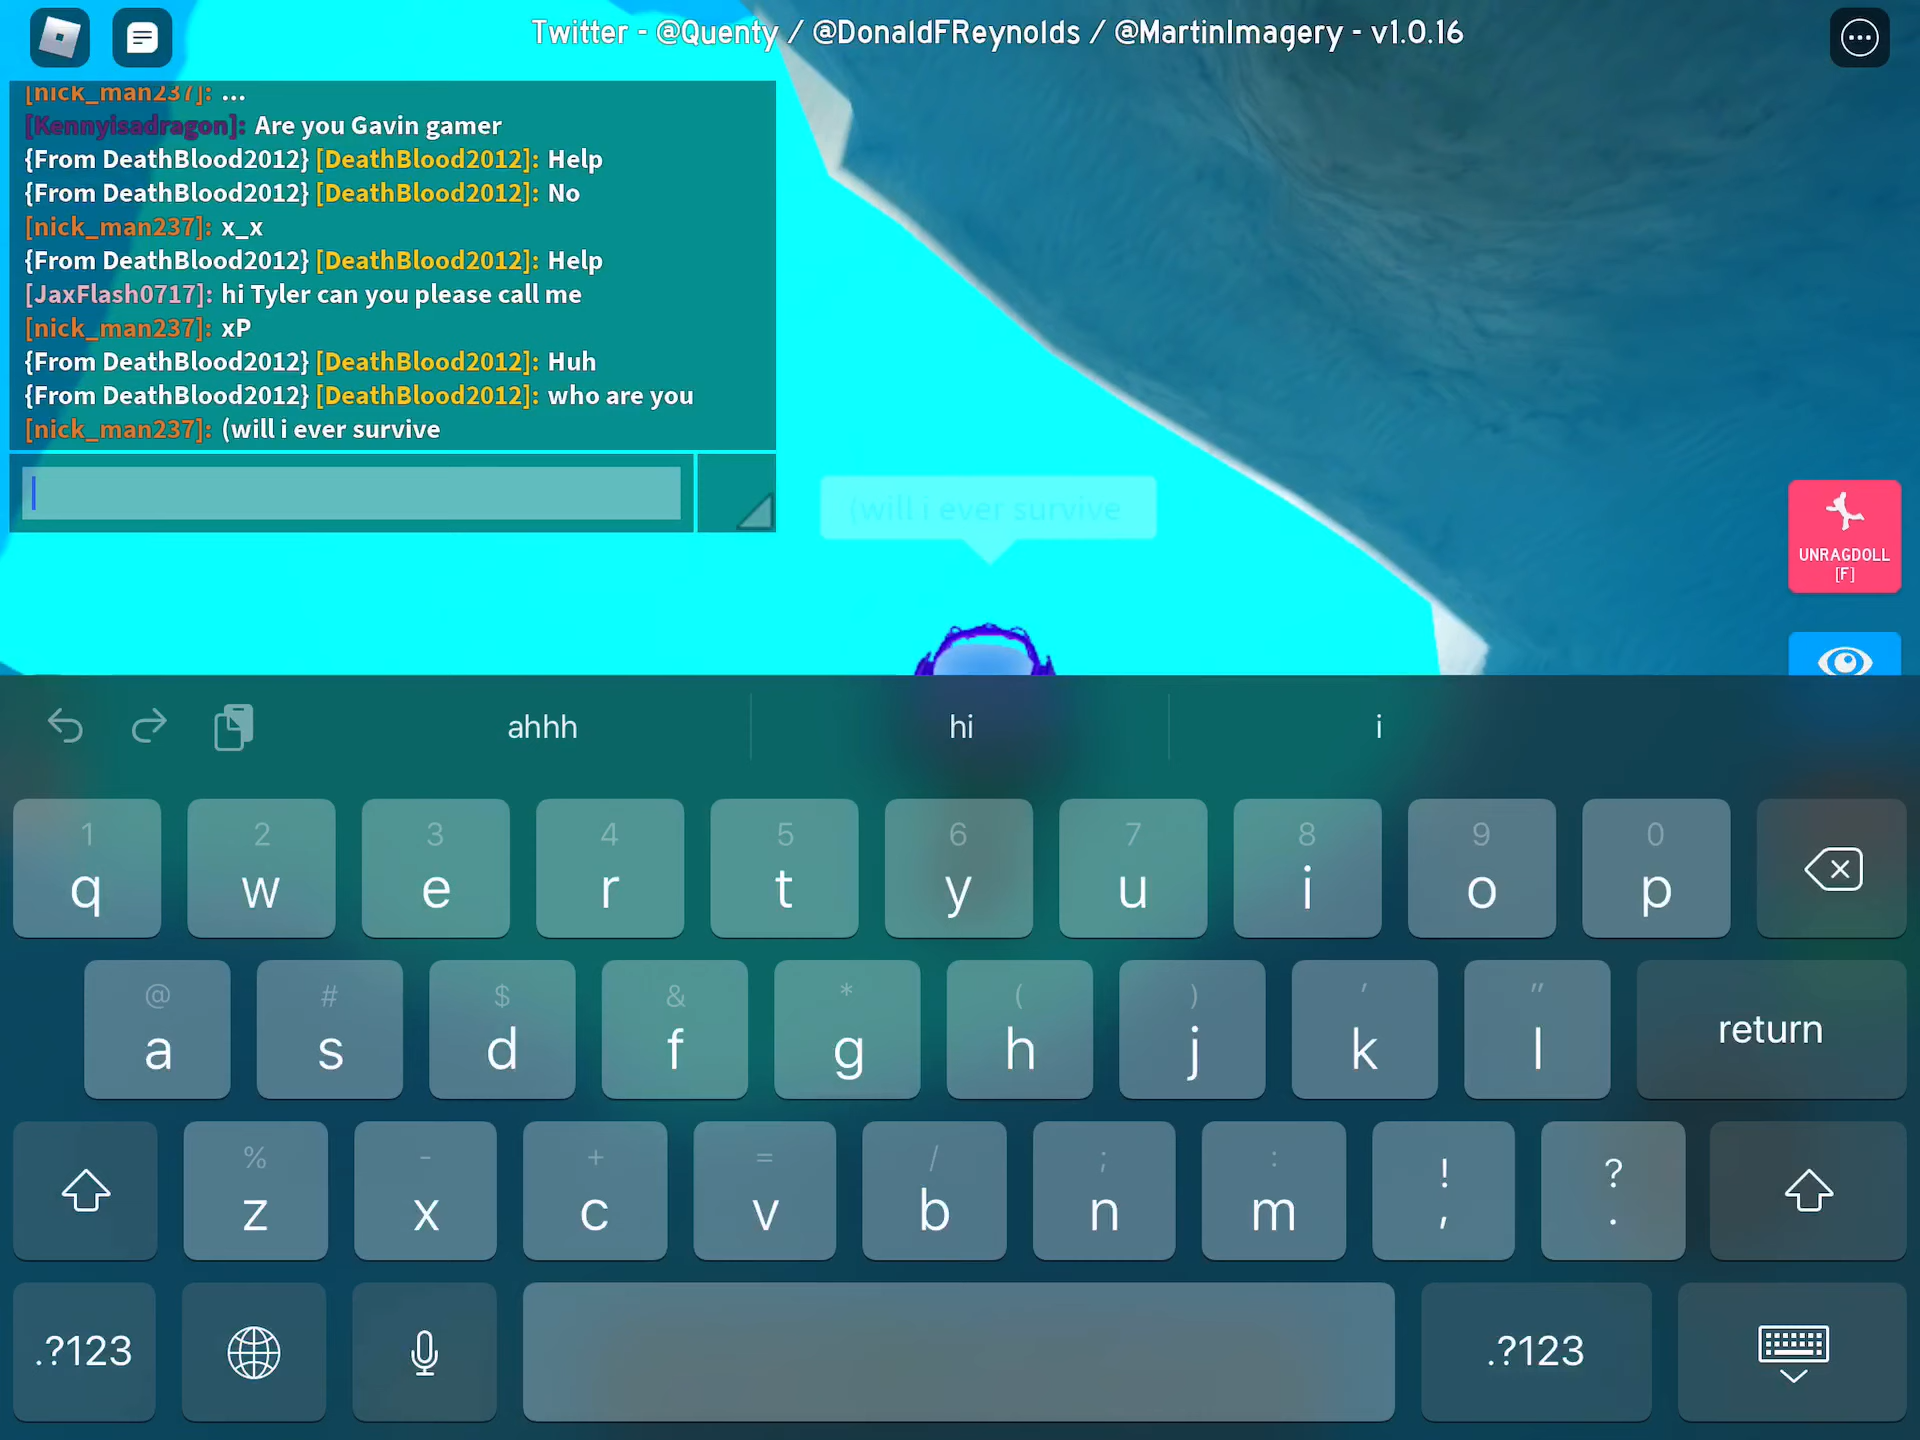 Twitter - @Quenty / @DonaldFReynolds / @MartinImagery - v1.0.16
[nick_man237]: ...
[Kennyisadragon]: Are you Gavin gamer
{From DeathBlood2012} [DeathBlood2012]: Help
{From DeathBlood2012} [DeathBlood2012]: No
[nick_man237]: x_x
{From DeathBlood2012} [DeathBlood2012]: Help
[JaxFlash0717]: hi Tyler can you please call me
[nick_man237]: xP
{From DeathBlood2012} [DeathBlood2012]: Huh
{From DeathBlood2012} [DeathBlood2012]: who are you
[nick_man237]: (will i ever survive
(will i ever survive
UNRAGDOLL
[F]
ahhh hi i
1 2 3 4 5 6 7 8 9 0
q w e r t y u i o p
@ # $ & * ( ) ' "
a s d f g h j k l return
% - + = / ; : ! ?
z x c v b n m , .
.?123 .?123